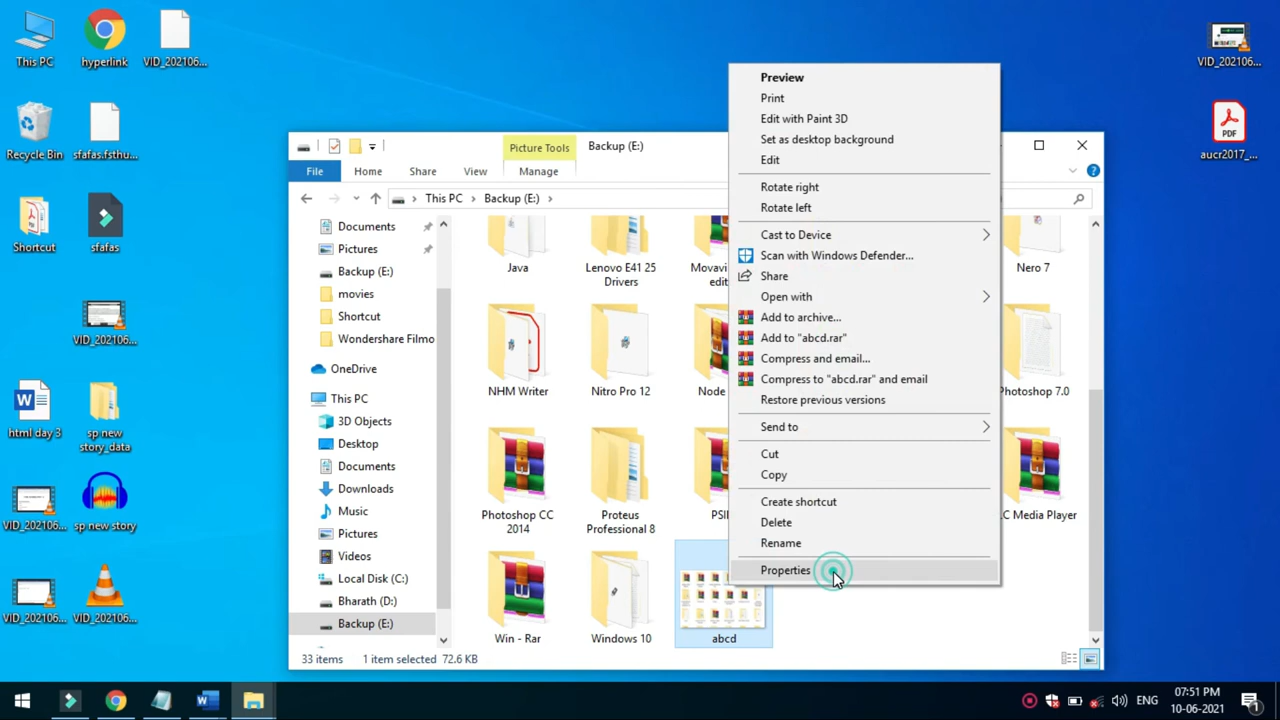 This PC
hyperlink
VID_202106...
VID_202106...
Recycle Bin
sfafas.fsthu...
PDF
aucr2017_...
Shortcut
sfafas
VID_202106...
html day 3
sp new
story_data
VID_202106...
sp new story
VID_202106...
VID_202106...
Picture Tools
Backup (E:)
File
Home
Share
View
Manage
This PC
Backup (E:)
Documents
Pictures
Backup (E:)
movies
Shortcut
Wondershare Filmo
OneDrive
This PC
3D Objects
Desktop
Documents
Downloads
Music
Pictures
Videos
Local Disk (C:)
Bharath (D:)
Backup (E:)
Java
Lenovo E41 25
Drivers
Movavi
edit
Nero 7
NHM Writer
Nitro Pro 12
Node
Photoshop 7.0
Photoshop CC
2014
Proteus
Professional 8
PSI
C Media Player
Win - Rar
Windows 10
abcd
Preview
Print
Edit with Paint 3D
Set as desktop background
Edit
Rotate right
Rotate left
Cast to Device
Scan with Windows Defender...
Share
Open with
Add to archive...
Add to "abcd.rar"
Compress and email...
Compress to "abcd.rar" and email
Restore previous versions
Send to
Cut
Copy
Create shortcut
Delete
Rename
Properties
33 items
1 item selected 72.6 KB
ENG
07:51 PM
10-06-2021
1